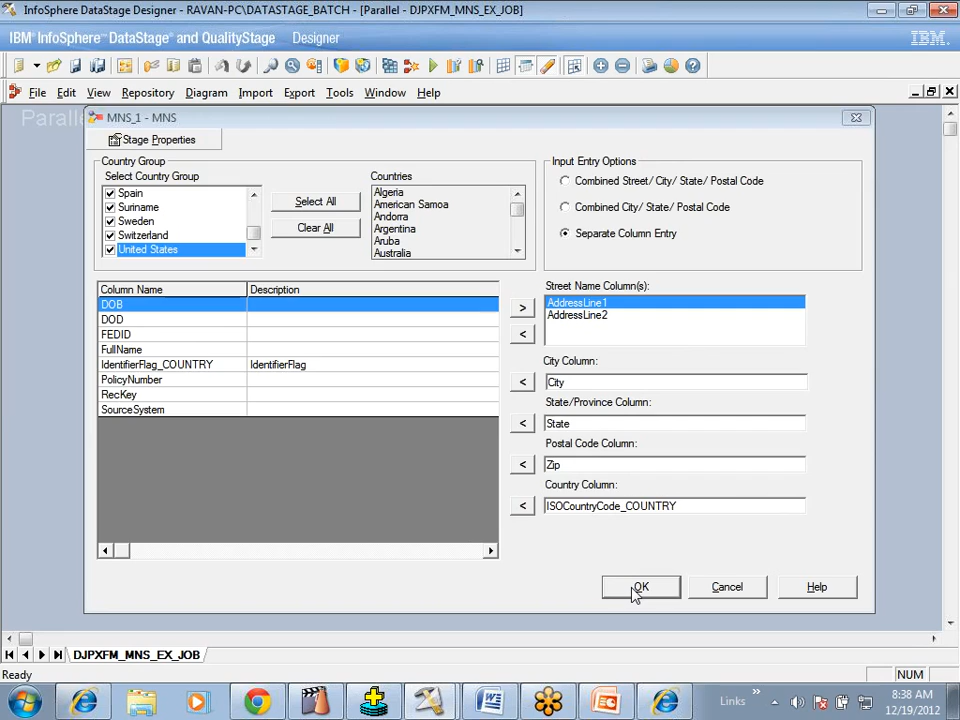 InfoSphere DataStage Designer - RAVAN-PC\DATASTAGE_BATCH - [Parallel - DJPXFM_MNS_EX_JOB]
IBM® InfoSphere™ DataStage® and QualityStage® Designer
IBM
File Edit View Repository Diagram Import Export Tools Window Help
MNS_1 - MNS
Stage Properties
Country Group
Select Country Group
Spain
Suriname
Sweden
Switzerland
United States
Select All
Clear All
Countries
Algeria
American Samoa
Andorra
Argentina
Aruba
Australia
Input Entry Options
Combined Street/ City/ State/ Postal Code
Combined City/ State/ Postal Code
Separate Column Entry
Column Name Description
DOB
DOD
FEDID
FullName
IdentifierFlag_COUNTRY IdentifierFlag
PolicyNumber
RecKey
SourceSystem
>
<
<
<
<
<
Street Name Column(s):
AddressLine1
AddressLine2
City Column:
City
State/Province Column:
State
Postal Code Column:
Zip
Country Column:
ISOCountryCode_COUNTRY
OK Cancel Help
DJPXFM_MNS_EX_JOB
Ready NUM
Links » 8:38 AM
12/19/2012